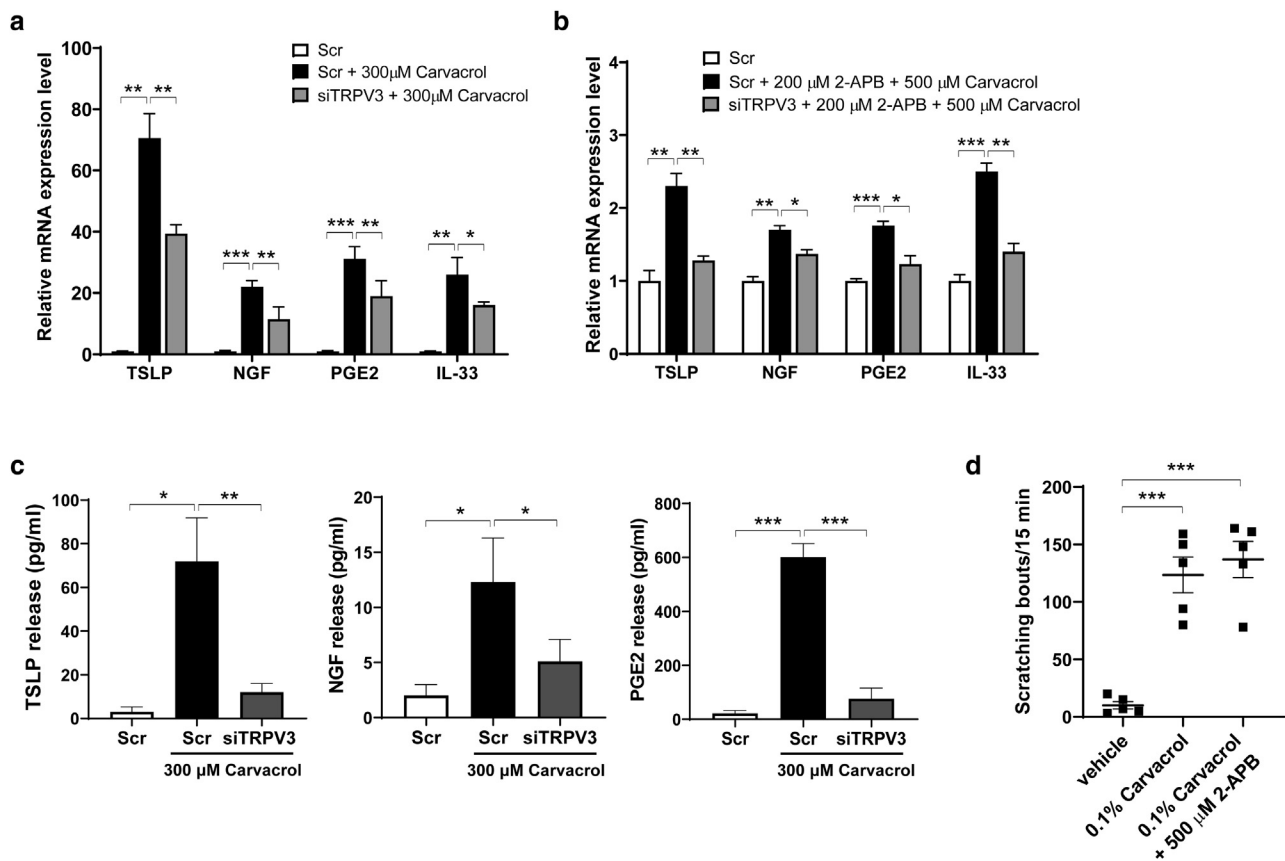 a
Relative mRNA expression level
100
80
60
40
20
0
Scr
Scr + 300μM Carvacrol
siTRPV3 + 300μM Carvacrol
** **
*** **
*** **
** *
TSLP NGF PGE2 IL-33
b
Relative mRNA expression level
4
3
2
1
0
Scr
Scr + 200 μM 2-APB + 500 μM Carvacrol
siTRPV3 + 200 μM 2-APB + 500 μM Carvacrol
** **
** *
*** *
*** **
TSLP NGF PGE2 IL-33
c
TSLP release (pg/ml)
100
80
60
40
20
0
* **
Scr Scr siTRPV3
300 μM Carvacrol
NGF release (pg/ml)
20
15
10
5
0
* *
Scr Scr siTRPV3
300 μM Carvacrol
PGE2 release (pg/ml)
800
600
400
200
0
*** ***
Scr Scr siTRPV3
300 μM Carvacrol
d
Scratching bouts/15 min
200
150
100
50
0
***
***
vehicle
0.1% Carvacrol
0.1% Carvacrol
+ 500 μM 2-APB